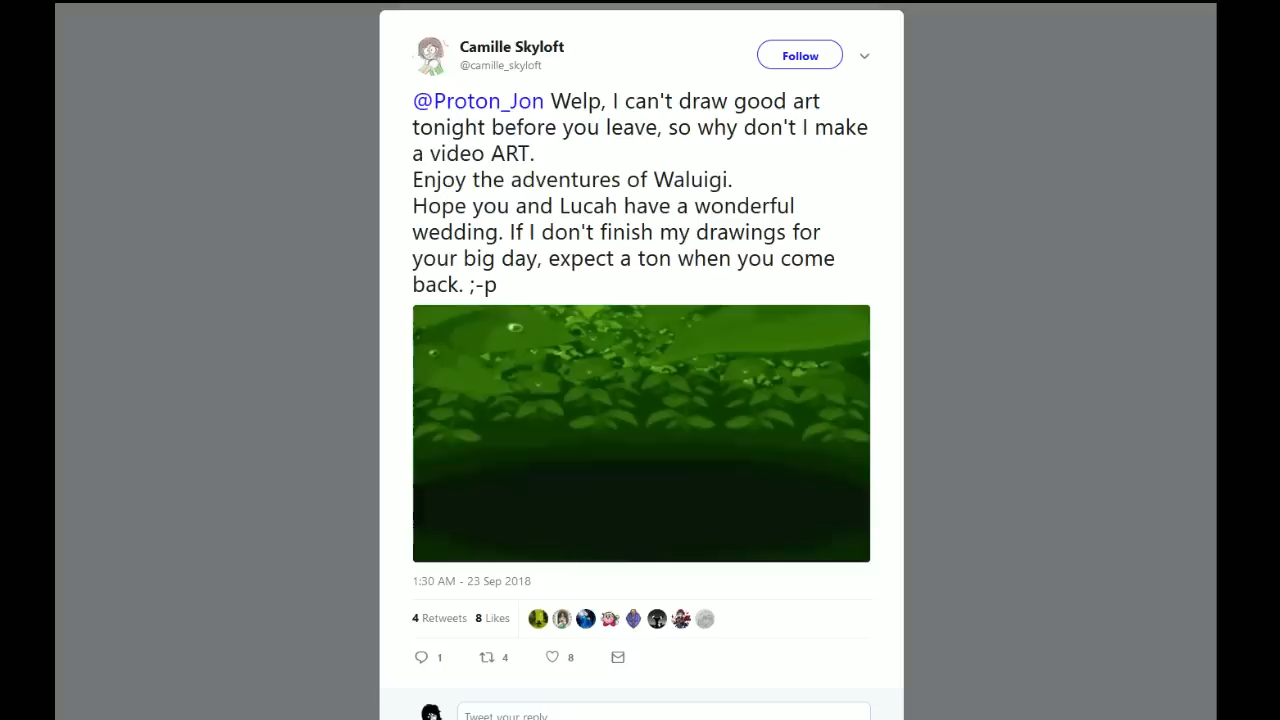 Camille Skyloft
@camille_skyloft
Follow
@Proton_Jon Welp, I can't draw good art
tonight before you leave, so why don't I make
a video ART.
Enjoy the adventures of Waluigi.
Hope you and Lucah have a wonderful
wedding. If I don't finish my drawings for
your big day, expect a ton when you come
back. ;-p
1:30 AM - 23 Sep 2018
4 Retweets 8 Likes
1 4 8
Tweet your reply